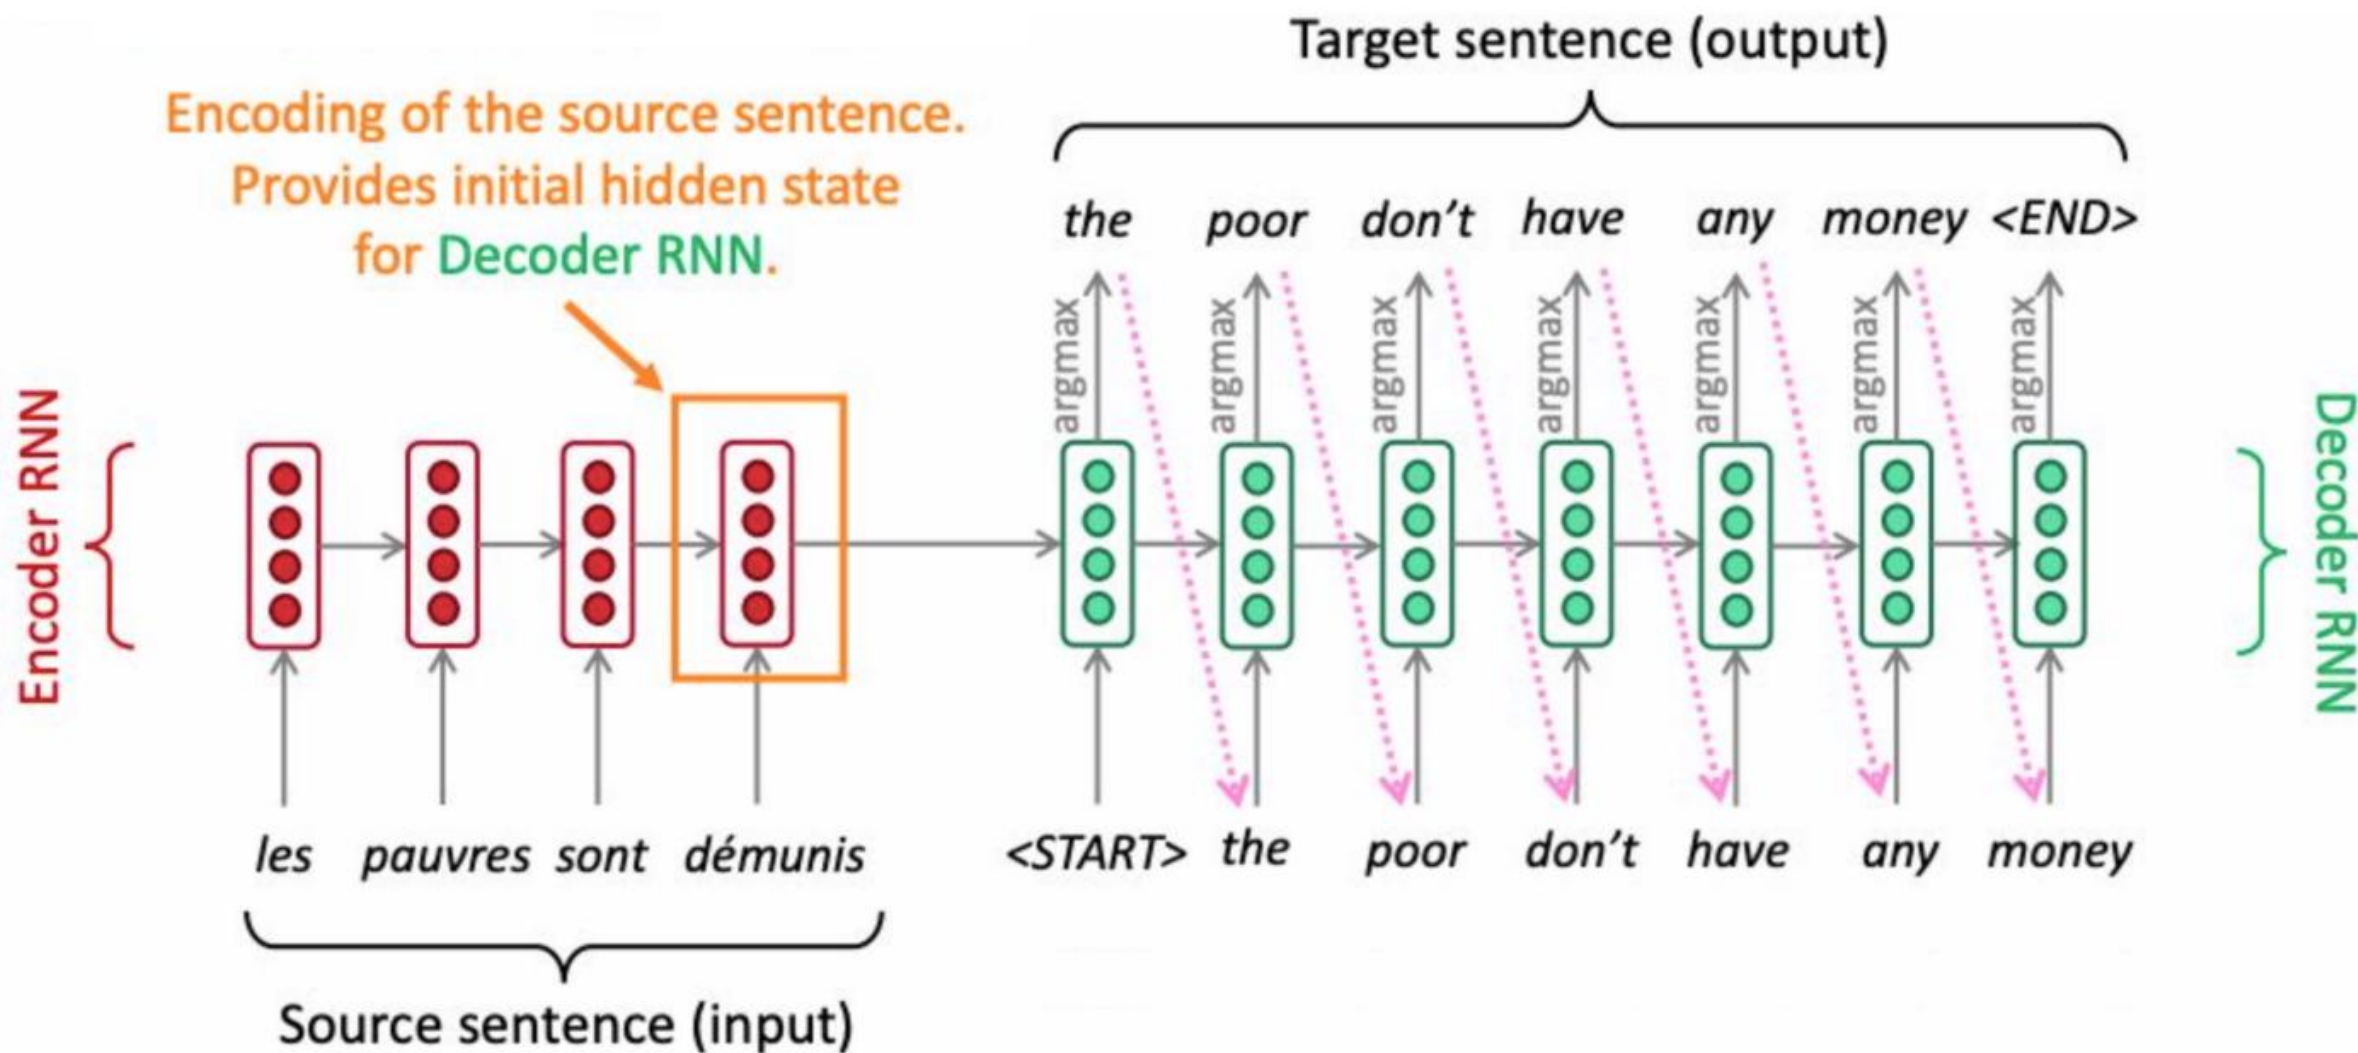 Target sentence (output)
Encoding of the source sentence.
Provides initial hidden state
for Decoder RNN.
the poor don't have any money <END>
argmax argmax argmax argmax argmax argmax argmax
Encoder RNN
Decoder RNN
les pauvres sont démunis <START> the poor don't have any money
Source sentence (input)